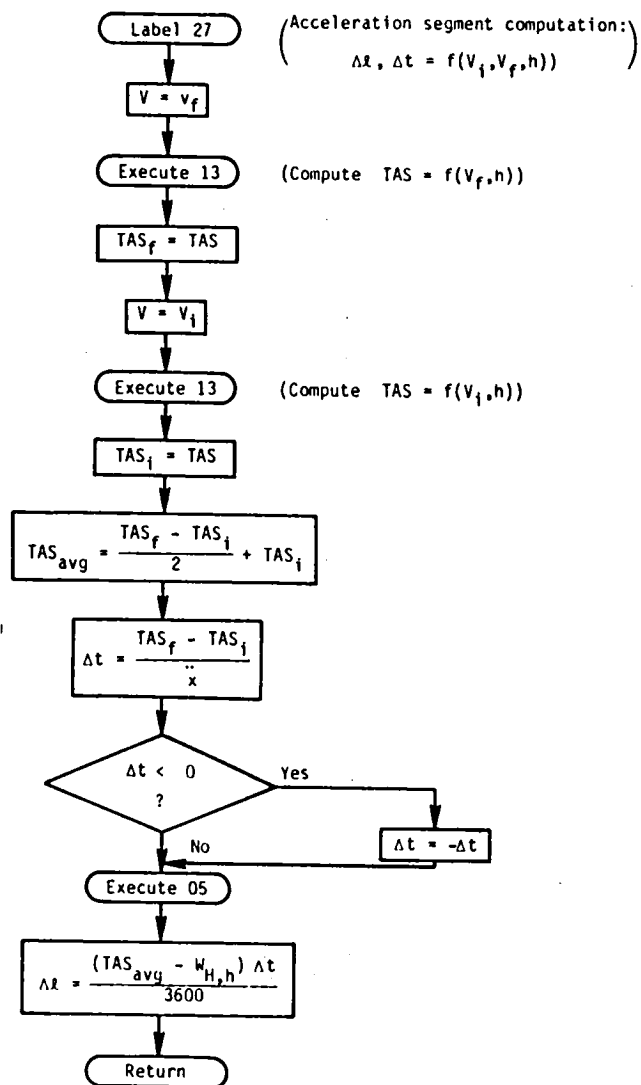 Label 27
(Acceleration segment computation:
Δℓ, Δt = f(V_i,V_f,h))
V = v_f
Execute 13
(Compute TAS = f(V_f,h))
TAS_f = TAS
V = V_i
Execute 13
(Compute TAS = f(V_i,h))
TAS_i = TAS
TAS_avg = (TAS_f - TAS_i)/2 + TAS_i
Δt = (TAS_f - TAS_i)/ẍ
Δt < 0
?
Yes
No
Δt = -Δt
Execute 05
Δℓ = (TAS_avg - W_H,h) Δt/3600
Return